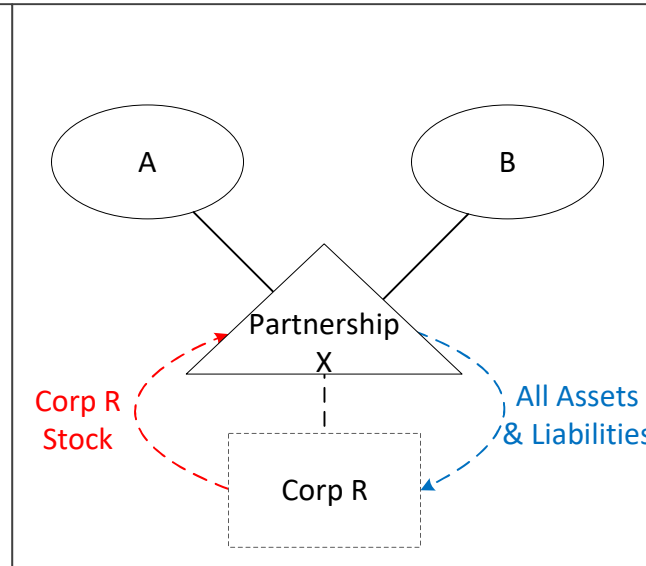 A
B
Partnership
X
Corp R
Stock
All Assets
& Liabilities
Corp R